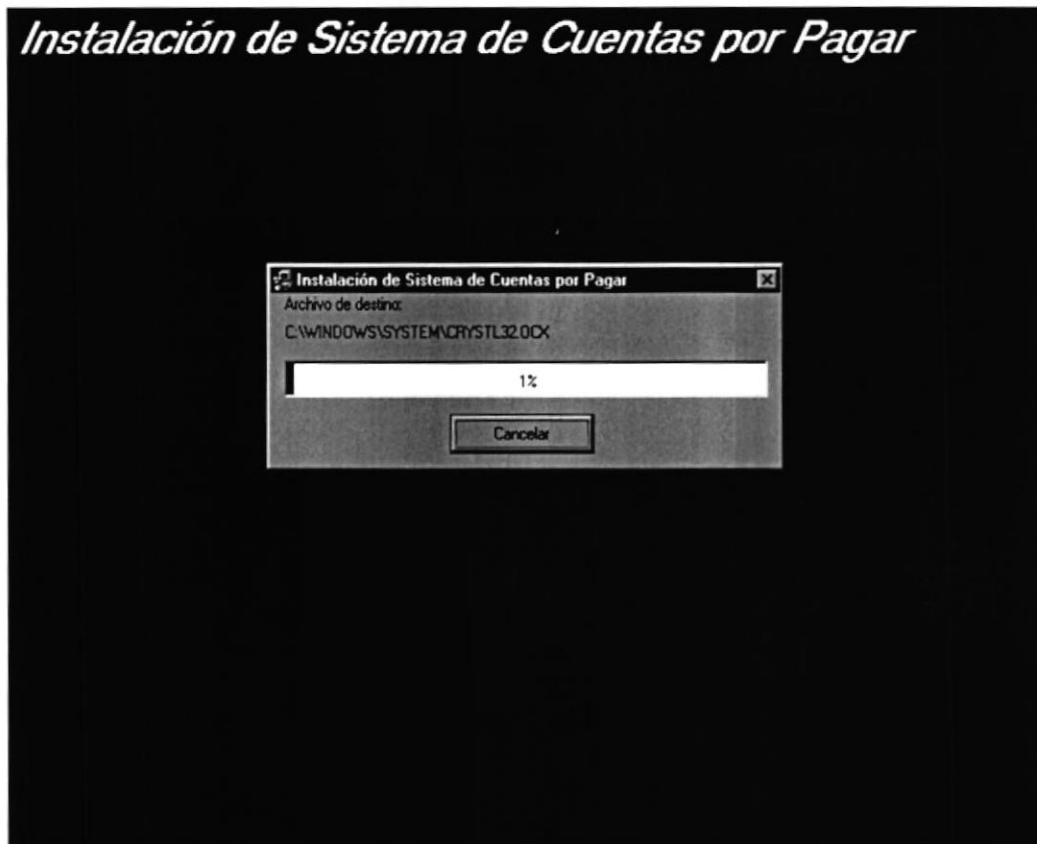 Instalación de Sistema de Cuentas por Pagar
Instalación de Sistema de Cuentas por Pagar
Archivo de destino:
C:\WINDOWS\SYSTEM\CRYSTL32.OCX
1%
Cancelar